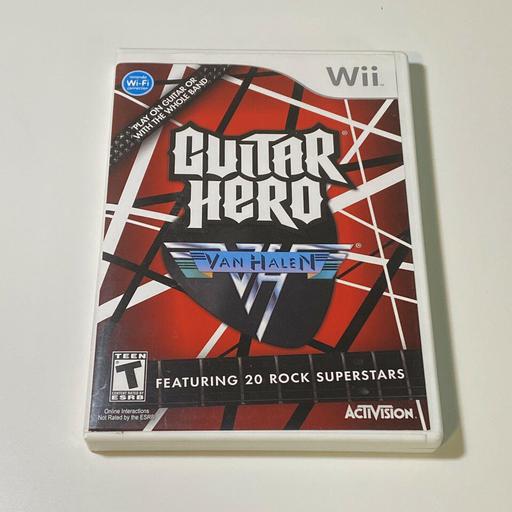 Nintendo
Wi-Fi
CONNECTION
Wii
PLAY ON GUITAR OR
WITH THE WHOLE BAND
GUITAR
HERO
VAN HALEN
TEEN
T
CONTENT RATED BY
ESRB
FEATURING 20 ROCK SUPERSTARS
Online Interactions
Not Rated by the ESRB
ACTIVISION